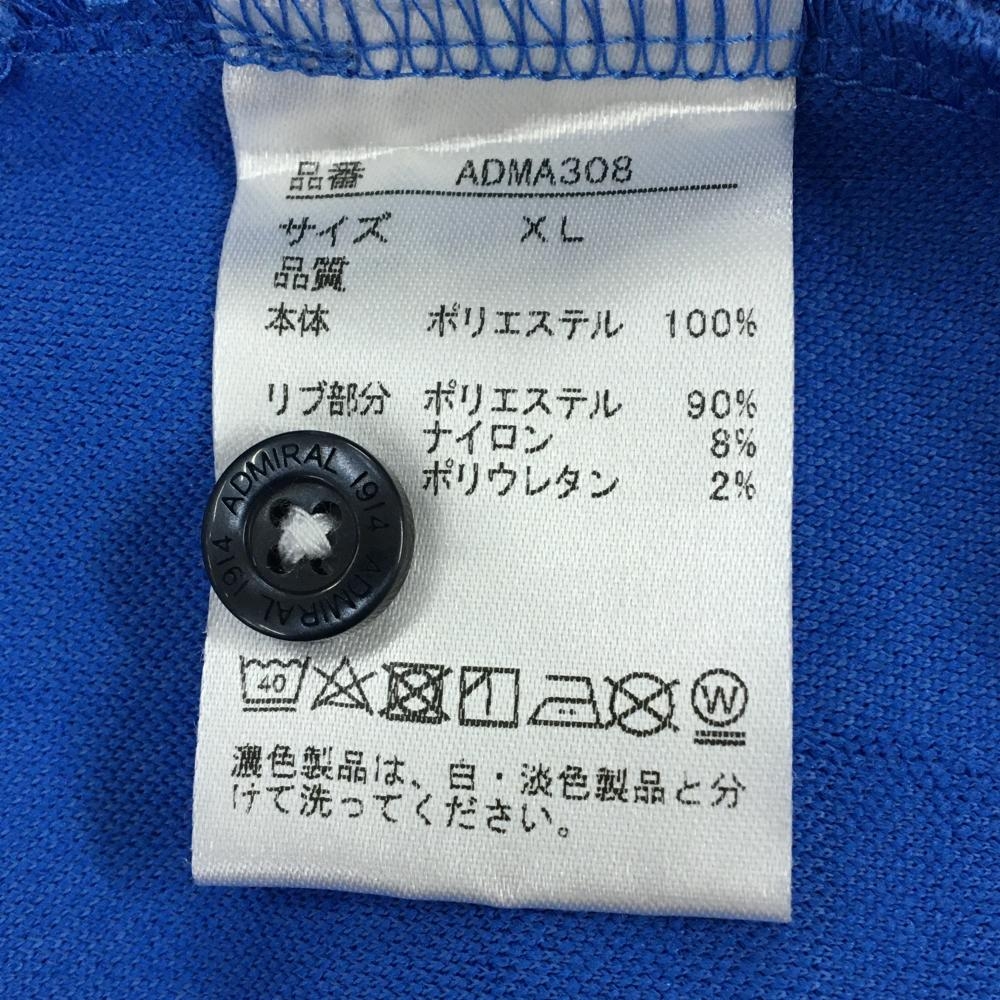 品番 ADMA308
サイズ XL
品質
本体 ポリエステル 100%
リブ部分 ポリエステル 90%
ナイロン 8%
ポリウレタン 2%
ADMIRAL 1914 ADMIRAL 1914
40
W
濃色製品は、白・淡色製品と分
けて洗ってください。